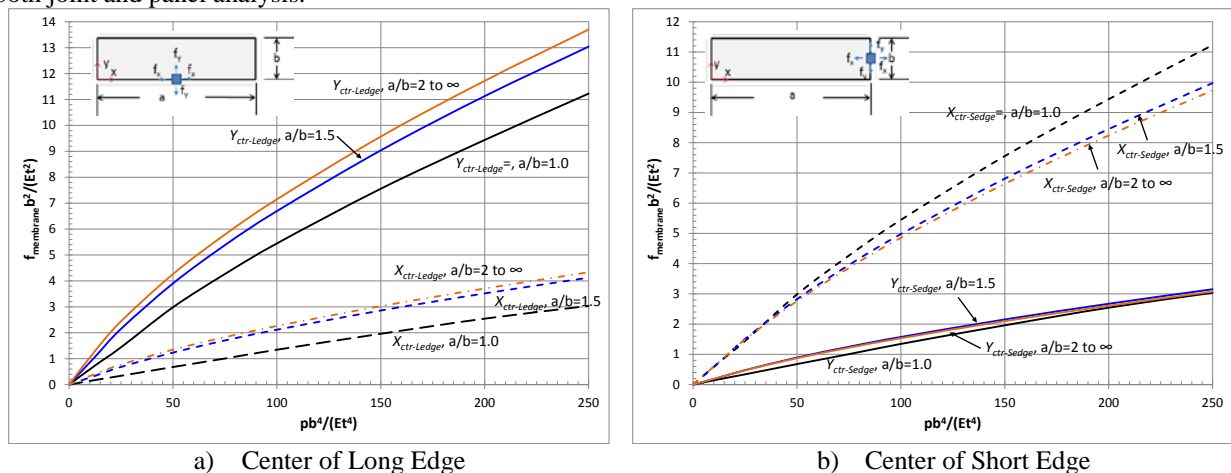 both joint and panel analysis.
14
13
12
11
10
9
8
7
6
5
4
3
2
1
0
f_membrane b²/(Et²)
y
x
f_y
f_x
f_x
f_y
b
a
Y_ctr-Ledge, a/b=2 to ∞
Y_ctr-Ledge, a/b=1.5
Y_ctr-Ledge=, a/b=1.0
X_ctr-Ledge, a/b=2 to ∞
X_ctr-Ledge, a/b=1.5
X_ctr-Ledge, a/b=1.0
0 50 100 150 200 250
pb⁴/(Et⁴)
a) Center of Long Edge
12
11
10
9
8
7
6
5
4
3
2
1
0
f_membrane b²/(Et²)
y
x
f_y
f_x
f_x
f_y
b
a
X_ctr-Sedge=, a/b=1.0
X_ctr-Sedge, a/b=1.5
X_ctr-Sedge, a/b=2 to ∞
Y_ctr-Sedge, a/b=1.5
Y_ctr-Sedge, a/b=2 to ∞
Y_ctr-Sedge, a/b=1.0
0 50 100 150 200 250
pb⁴/(Et⁴)
b) Center of Short Edge